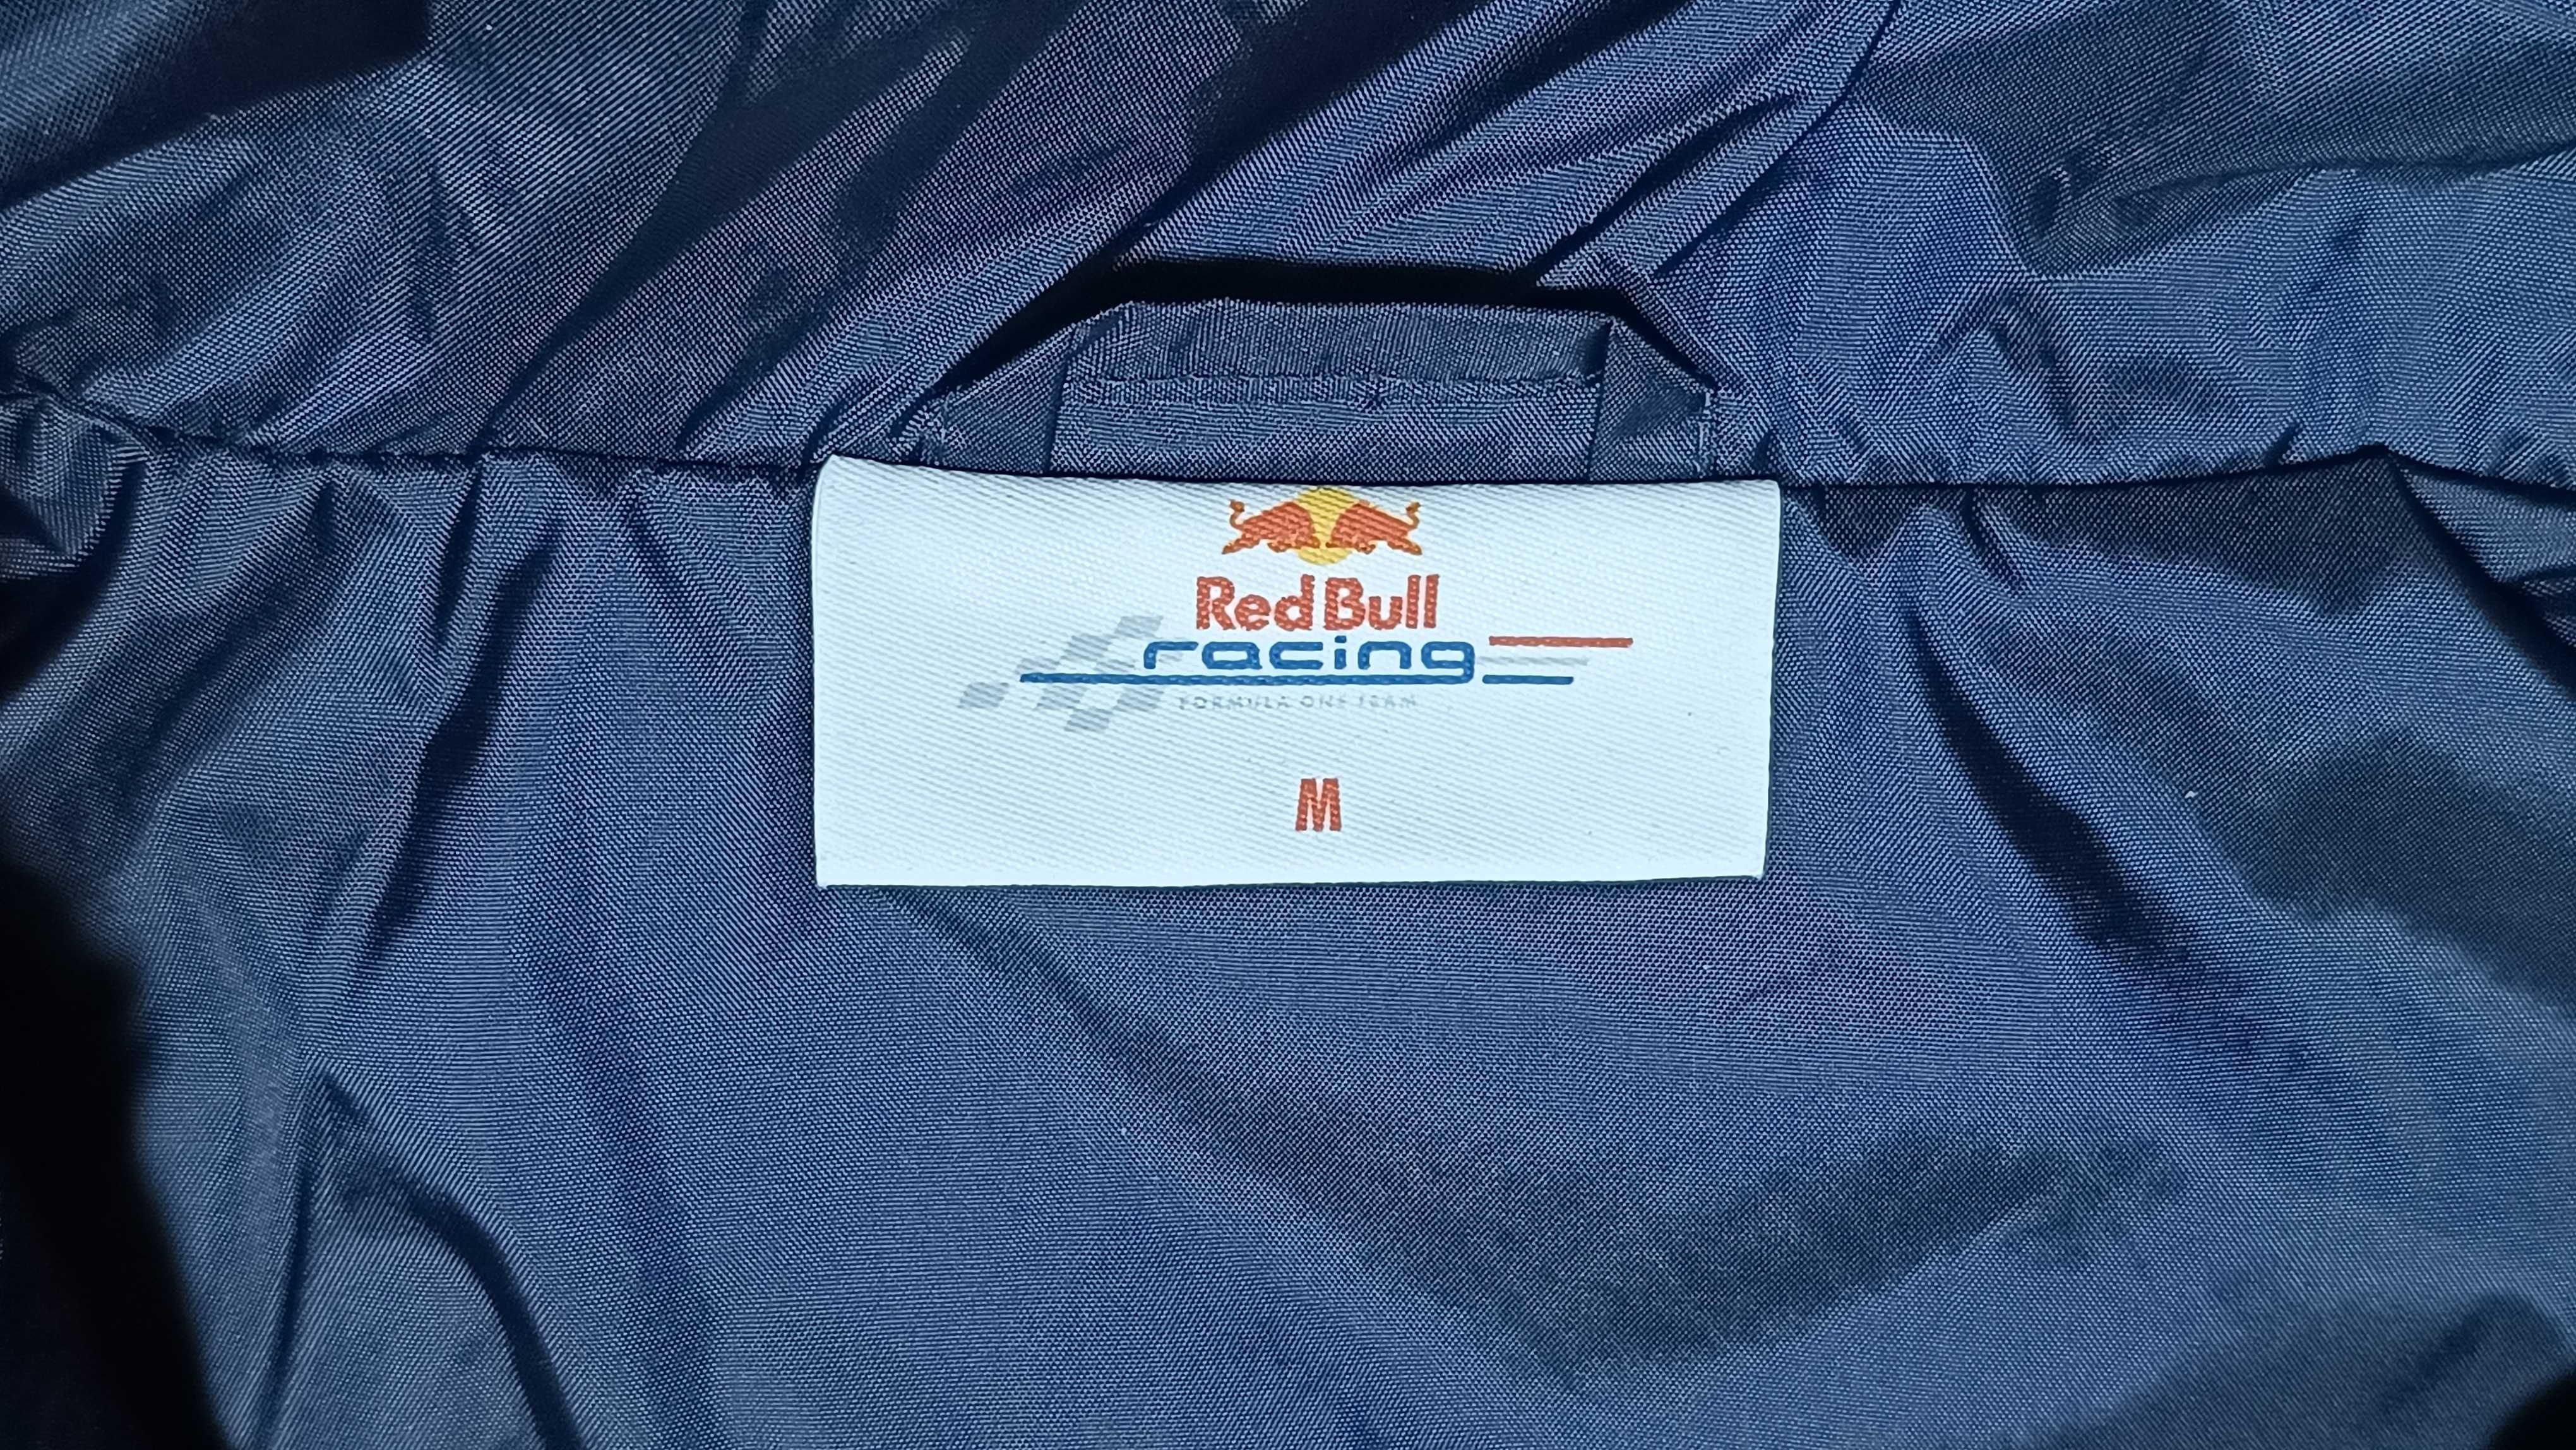 Red Bull
racing
FORMULA ONE TEAM
M